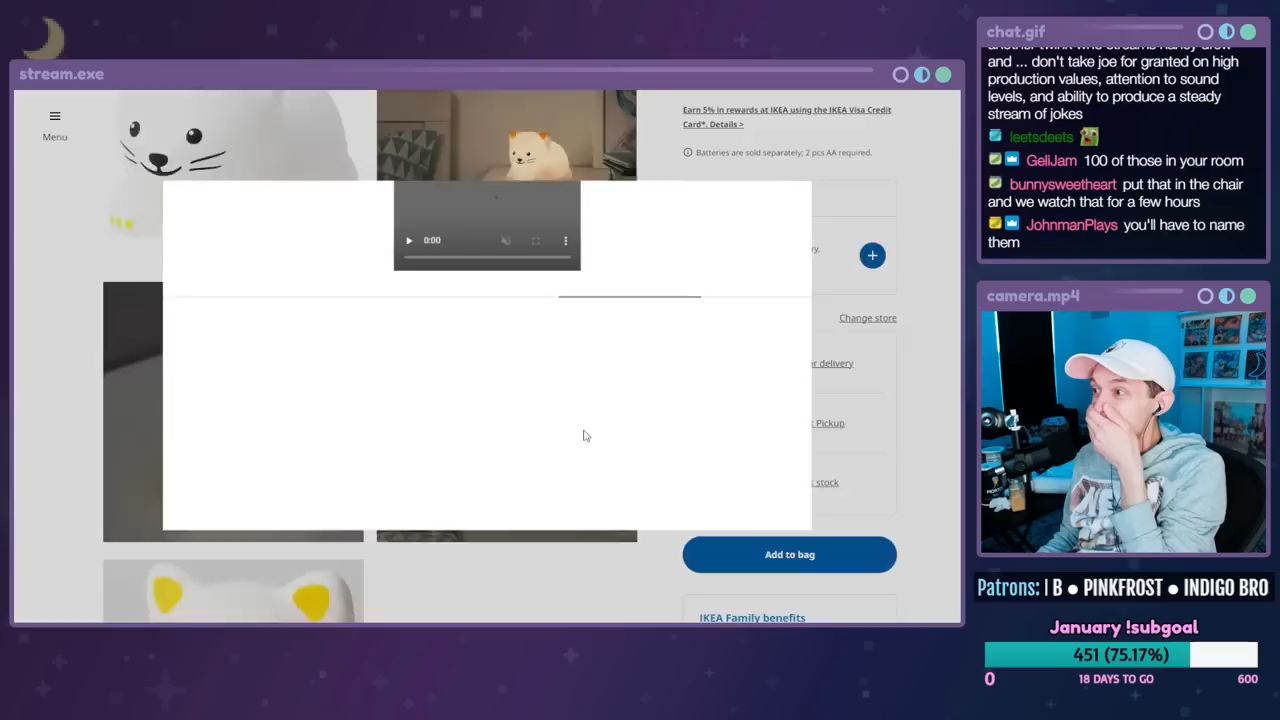 stream.exe
Menu
Earn 5% in rewards at IKEA using the IKEA Visa Credit
Card*. Details >
Batteries are sold separately; 2 pcs AA required.
0:00
Change store
or delivery
Pickup
stock
Add to bag
IKEA Family benefits
chat.gif
and ... don't take joe for granted on high
production values, attention to sound
levels, and ability to produce a steady
stream of jokes
leetsdeets
GeliJam 100 of those in your room
bunnysweetheart put that in the chair
and we watch that for a few hours
JohnmanPlays you'll have to name
them
camera.mp4
Patrons: I B ● PINKFROST ● INDIGO BRO
January !subgoal
451 (75.17%)
0 18 DAYS TO GO 600